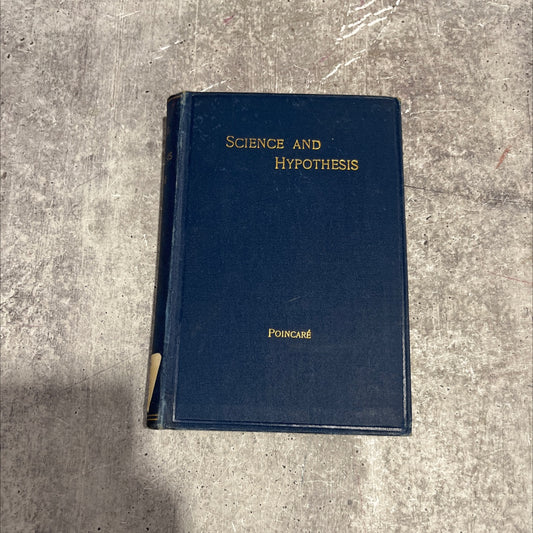 SCIENCE AND
HYPOTHESIS
POINCARÉ